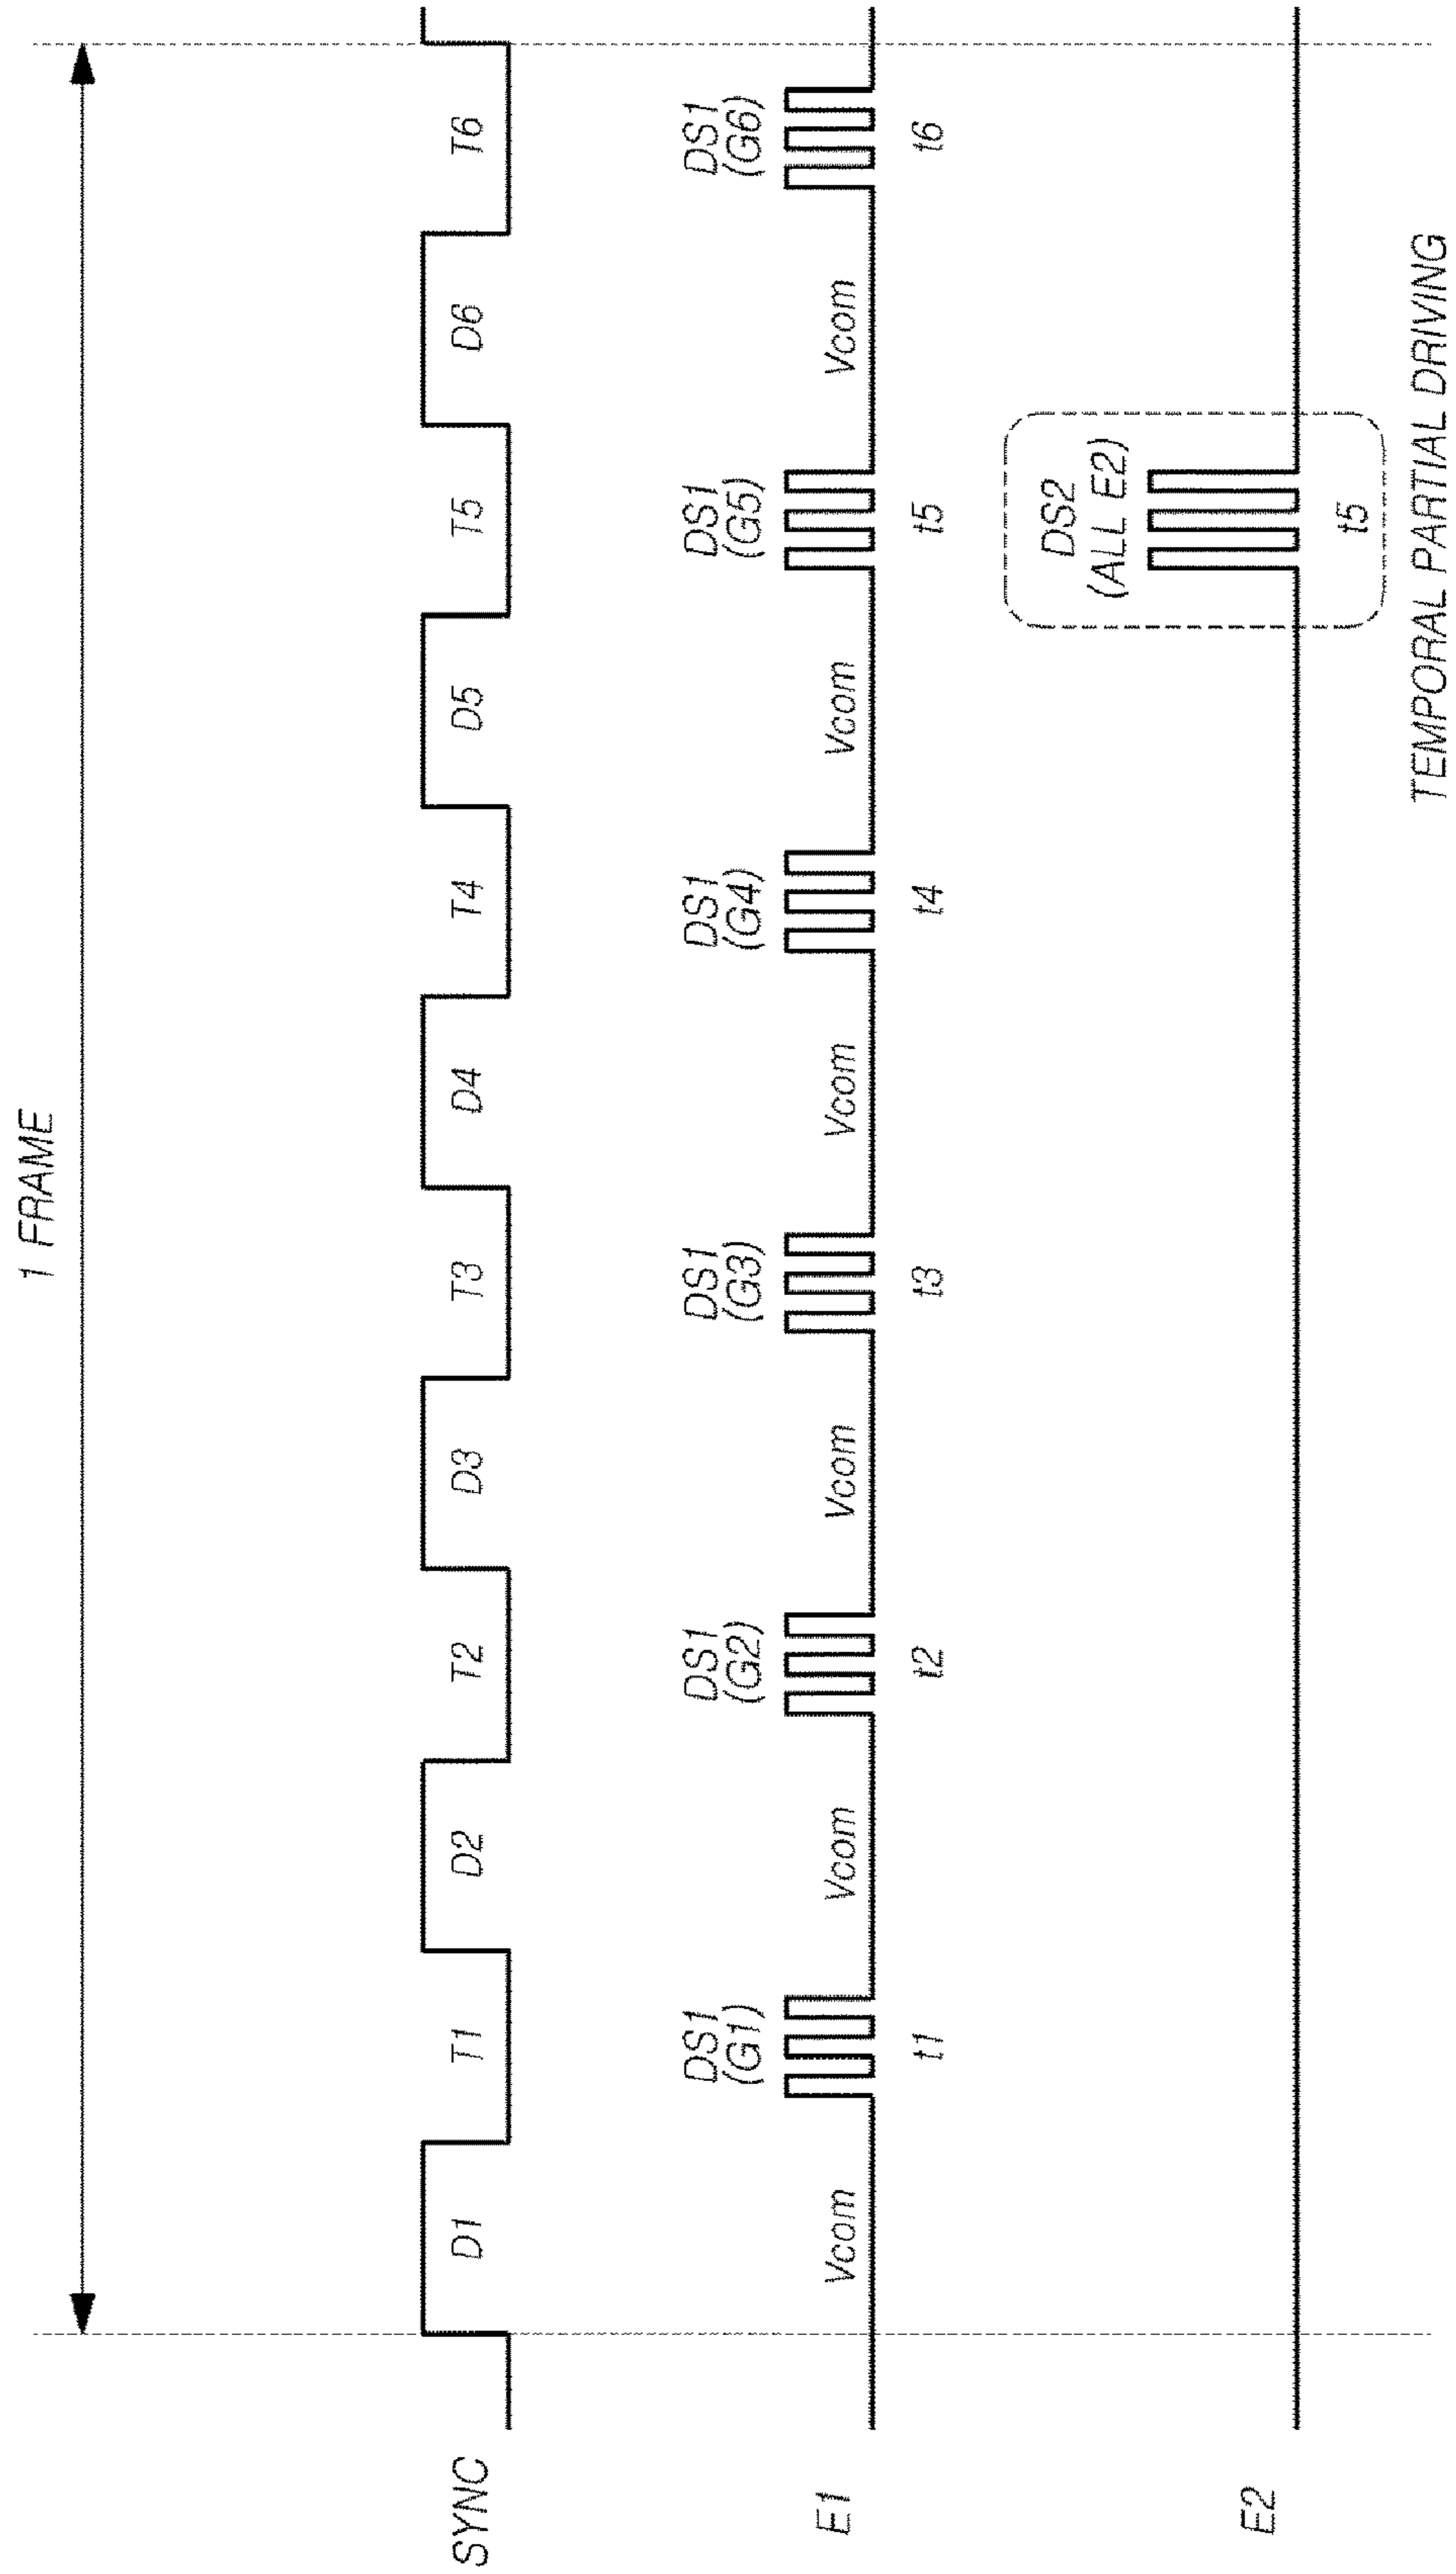 1 FRAME
SYNC
D1
T1
D2
T2
D3
T3
D4
T4
D5
T5
D6
T6
DS1
(G1)
DS1
(G2)
DS1
(G3)
DS1
(G4)
DS1
(G5)
DS1
(G6)
E1
Vcom
Vcom
Vcom
Vcom
Vcom
Vcom
t1
t2
t3
t4
t5
t6
DS2
(ALL E2)
E2
t5
TEMPORAL PARTIAL DRIVING